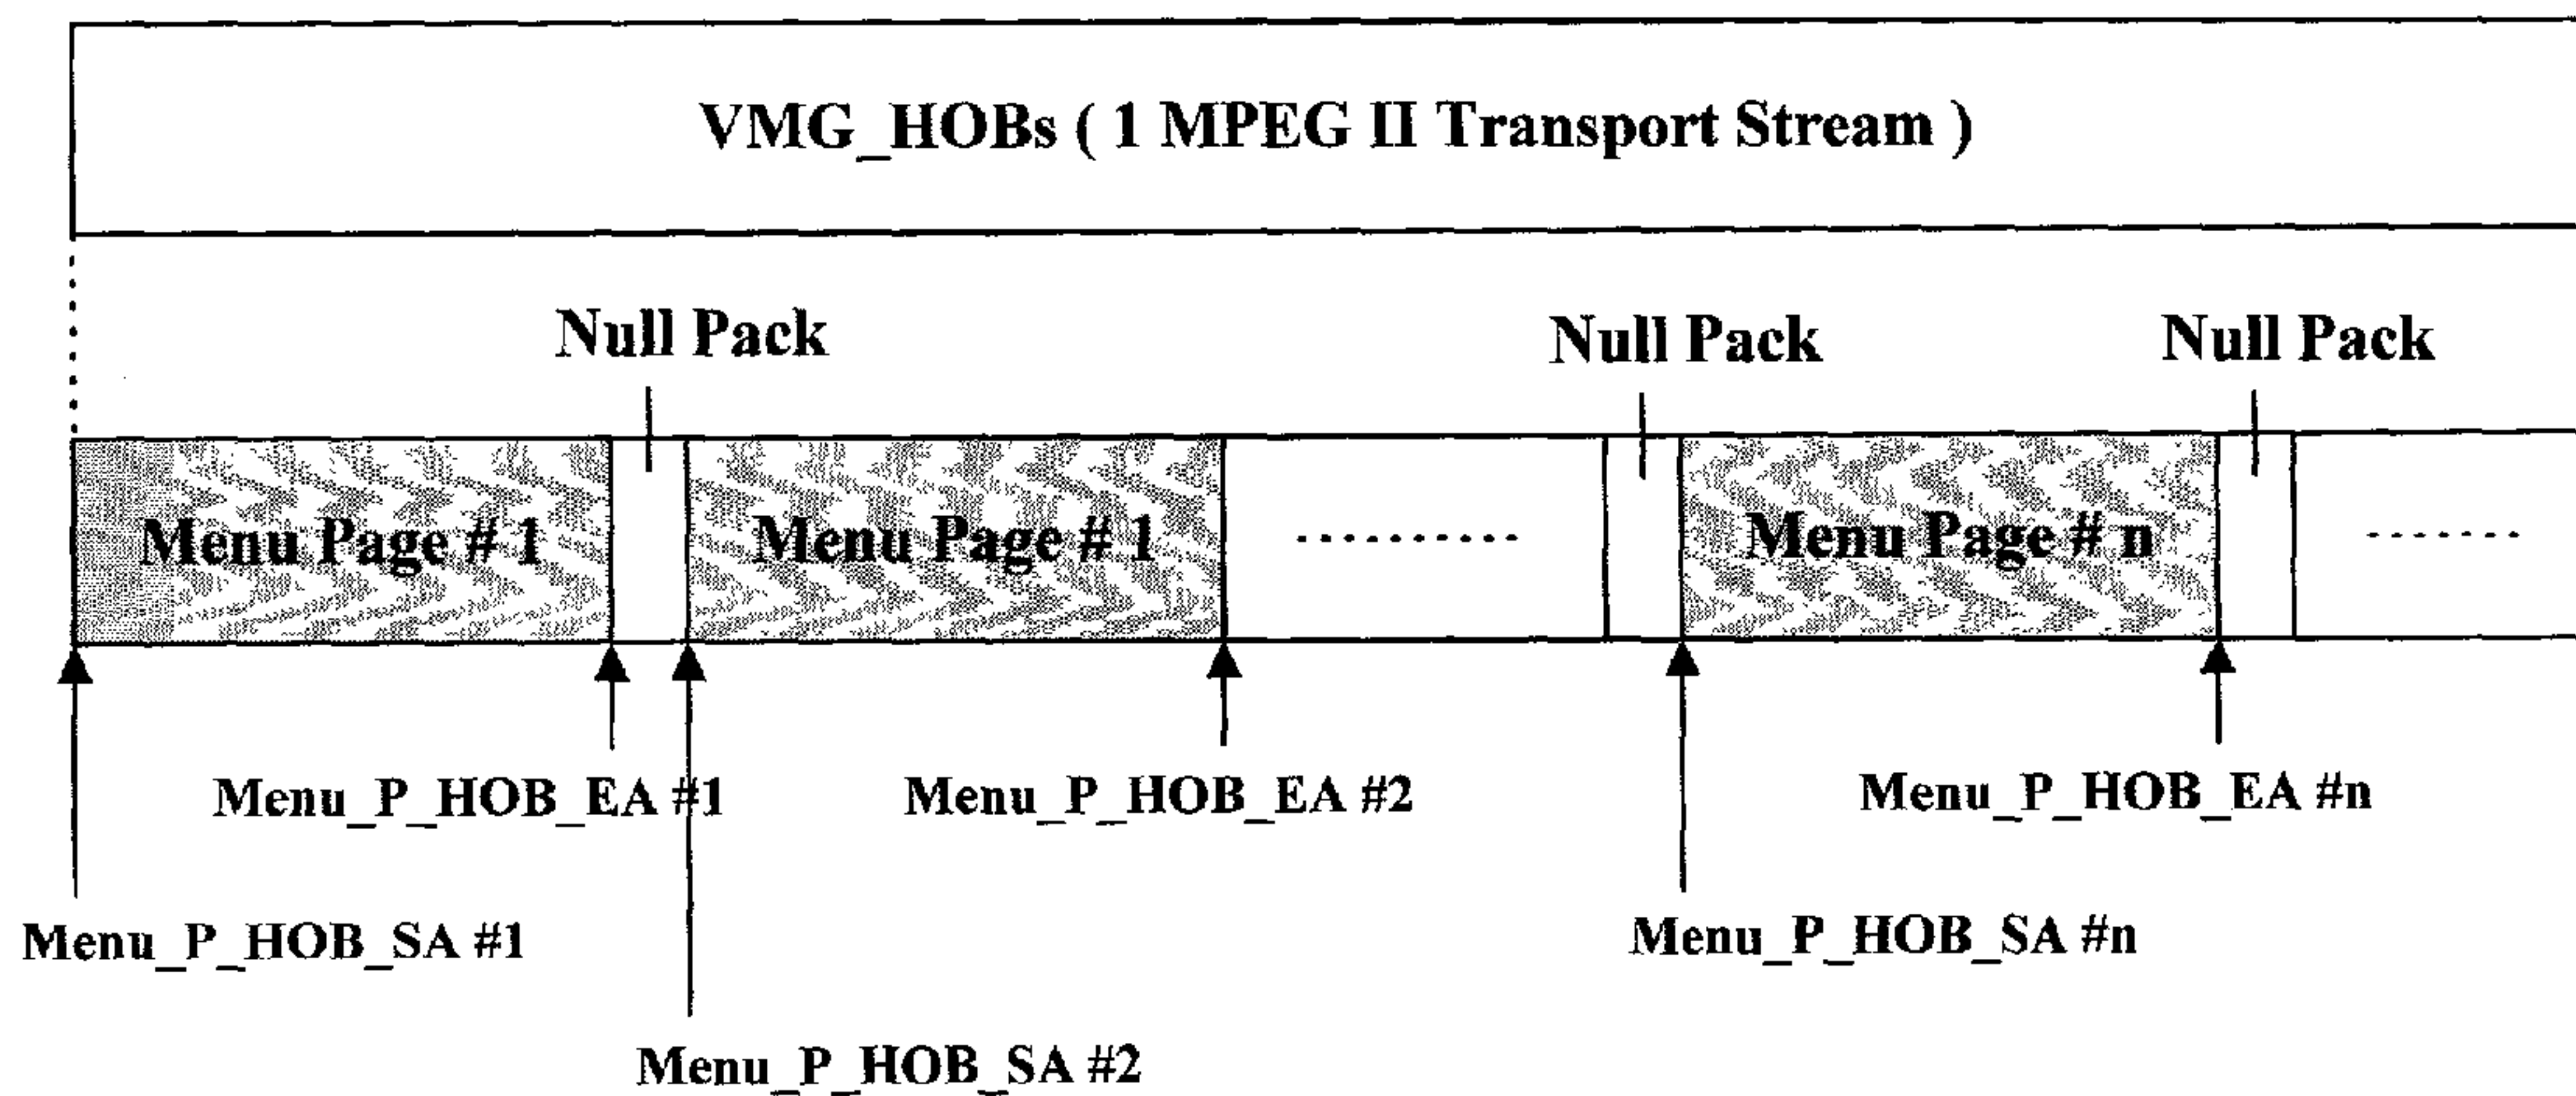 VMG_HOBs ( 1 MPEG II Transport Stream )
Null Pack
Null Pack
Null Pack
Menu Page # 1
Menu Page # 1
..........
Menu Page # n
.......
Menu_P_HOB_EA #1
Menu_P_HOB_EA #2
Menu_P_HOB_EA #n
Menu_P_HOB_SA #1
Menu_P_HOB_SA #n
Menu_P_HOB_SA #2